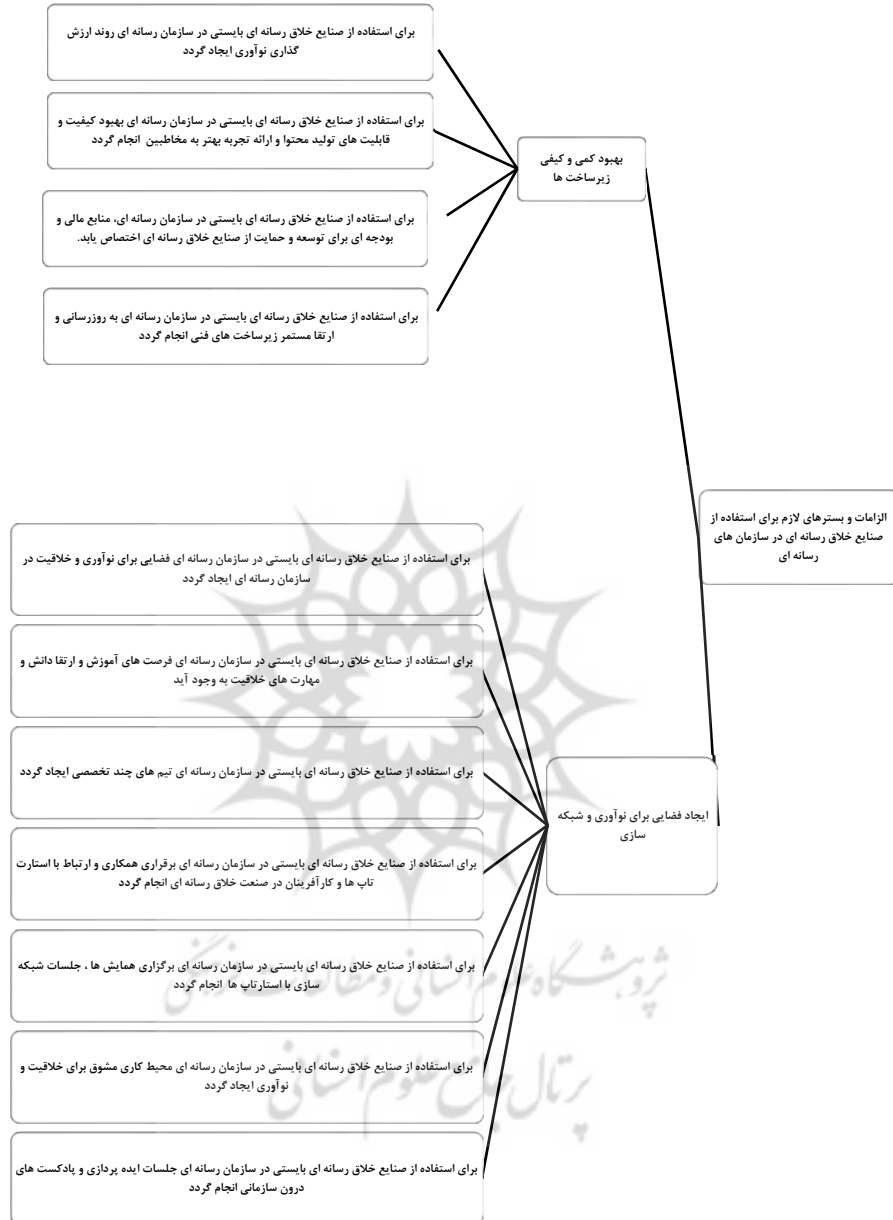 برای استفاده از صنایع خلاق رسانه ای بایستی در سازمان رسانه ای روند ارزش
گذاری نوآوری ایجاد گردد
برای استفاده از صنایع خلاق رسانه ای بایستی در سازمان رسانه ای بهبود کیفیت و
قابلیت های تولید محتوا و ارائه تجربه بهتر به مخاطبین انجام گردد
بهبود کمی و کیفی
زیرساخت ها
برای استفاده از صنایع خلاق رسانه ای بایستی در سازمان رسانه ای، منابع مالی و
بودجه ای برای توسعه و حمایت از صنایع خلاق رسانه ای اختصاص یابد.
برای استفاده از صنایع خلاق رسانه ای بایستی در سازمان رسانه ای به روزرسانی و
ارتقا مستمر زیرساخت های فنی انجام گردد
الزامات و بسترهای لازم برای استفاده از
صنایع خلاق رسانه ای در سازمان های
رسانه ای
برای استفاده از صنایع خلاق رسانه ای بایستی در سازمان رسانه ای فضایی برای نوآوری و خلاقیت در
سازمان رسانه ای ایجاد گردد
برای استفاده از صنایع خلاق رسانه ای بایستی در سازمان رسانه ای فرصت های آموزش و ارتقا دانش و
مهارت های خلاقیت به وجود آید
برای استفاده از صنایع خلاق رسانه ای بایستی در سازمان رسانه ای تیم های چند تخصصی ایجاد گردد
ایجاد فضایی برای نوآوری و شبکه
سازی
برای استفاده از صنایع خلاق رسانه ای بایستی در سازمان رسانه ای برقراری همکاری و ارتباط با استارت
تاپ ها و کارآفرینان در صنعت خلاق رسانه ای انجام گردد
برای استفاده از صنایع خلاق رسانه ای بایستی در سازمان رسانه ای برگزاری همایش ها ، جلسات شبکه
سازی با استارتاپ ها انجام گردد
پژوهشگاه علوم انسانی و مطالعات فرهنگی
برای استفاده از صنایع خلاق رسانه ای بایستی در سازمان رسانه ای محیط کاری مشوق برای خلاقیت و
نوآوری ایجاد گردد
پرتال جامع علوم انسانی
برای استفاده از صنایع خلاق رسانه ای بایستی در سازمان رسانه ای جلسات ایده پردازی و پادکست های
درون سازمانی انجام گردد